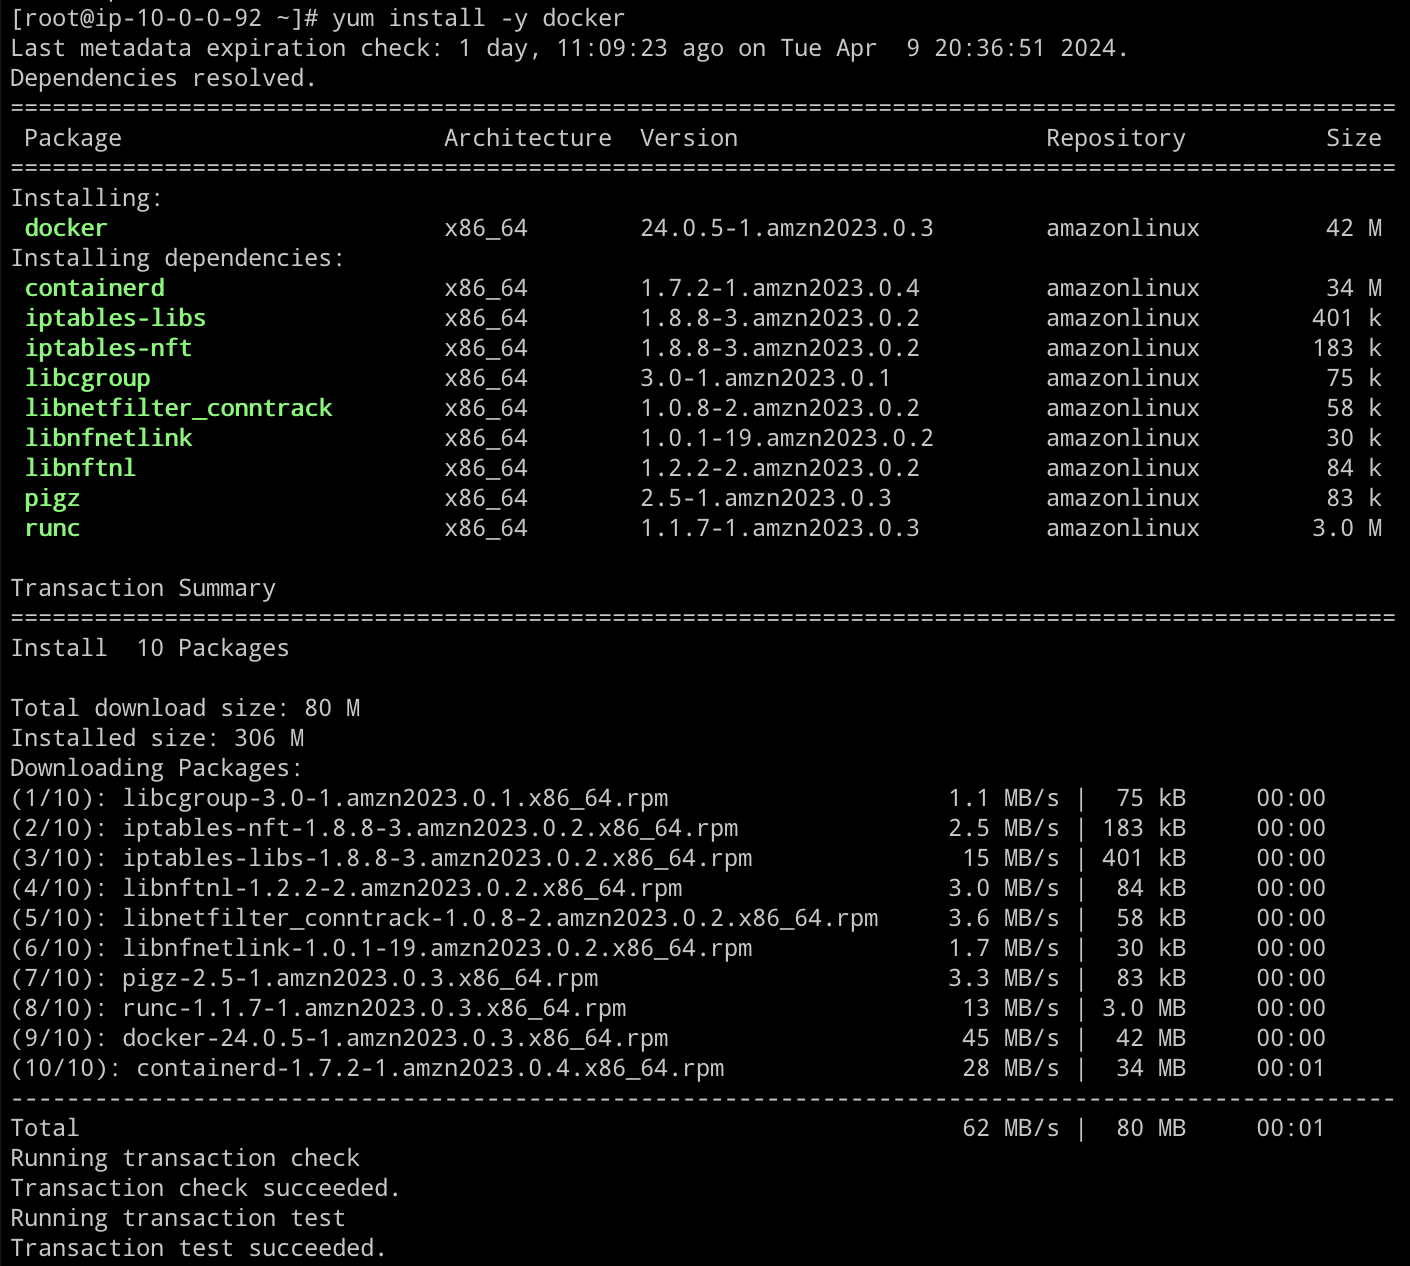 [root@ip-10-0-0-92 ~]# yum install -y docker
Last metadata expiration check: 1 day, 11:09:23 ago on Tue Apr  9 20:36:51 2024.
Dependencies resolved.
===================================================================================================
 Package                       Architecture  Version                      Repository          Size
===================================================================================================
Installing:
 docker                        x86_64        24.0.5-1.amzn2023.0.3        amazonlinux         42 M
Installing dependencies:
 containerd                    x86_64        1.7.2-1.amzn2023.0.4         amazonlinux         34 M
 iptables-libs                 x86_64        1.8.8-3.amzn2023.0.2         amazonlinux        401 k
 iptables-nft                  x86_64        1.8.8-3.amzn2023.0.2         amazonlinux        183 k
 libcgroup                     x86_64        3.0-1.amzn2023.0.1           amazonlinux         75 k
 libnetfilter_conntrack        x86_64        1.0.8-2.amzn2023.0.2         amazonlinux         58 k
 libnfnetlink                  x86_64        1.0.1-19.amzn2023.0.2        amazonlinux         30 k
 libnftnl                      x86_64        1.2.2-2.amzn2023.0.2         amazonlinux         84 k
 pigz                          x86_64        2.5-1.amzn2023.0.3           amazonlinux         83 k
 runc                          x86_64        1.1.7-1.amzn2023.0.3         amazonlinux        3.0 M

Transaction Summary
===================================================================================================
Install  10 Packages

Total download size: 80 M
Installed size: 306 M
Downloading Packages:
(1/10): libcgroup-3.0-1.amzn2023.0.1.x86_64.rpm                    1.1 MB/s |  75 kB     00:00
(2/10): iptables-nft-1.8.8-3.amzn2023.0.2.x86_64.rpm               2.5 MB/s | 183 kB     00:00
(3/10): iptables-libs-1.8.8-3.amzn2023.0.2.x86_64.rpm               15 MB/s | 401 kB     00:00
(4/10): libnftnl-1.2.2-2.amzn2023.0.2.x86_64.rpm                   3.0 MB/s |  84 kB     00:00
(5/10): libnetfilter_conntrack-1.0.8-2.amzn2023.0.2.x86_64.rpm     3.6 MB/s |  58 kB     00:00
(6/10): libnfnetlink-1.0.1-19.amzn2023.0.2.x86_64.rpm              1.7 MB/s |  30 kB     00:00
(7/10): pigz-2.5-1.amzn2023.0.3.x86_64.rpm                         3.3 MB/s |  83 kB     00:00
(8/10): runc-1.1.7-1.amzn2023.0.3.x86_64.rpm                        13 MB/s | 3.0 MB     00:00
(9/10): docker-24.0.5-1.amzn2023.0.3.x86_64.rpm                     45 MB/s |  42 MB     00:00
(10/10): containerd-1.7.2-1.amzn2023.0.4.x86_64.rpm                 28 MB/s |  34 MB     00:01
---------------------------------------------------------------------------------------------------
Total                                                               62 MB/s |  80 MB     00:01
Running transaction check
Transaction check succeeded.
Running transaction test
Transaction test succeeded.